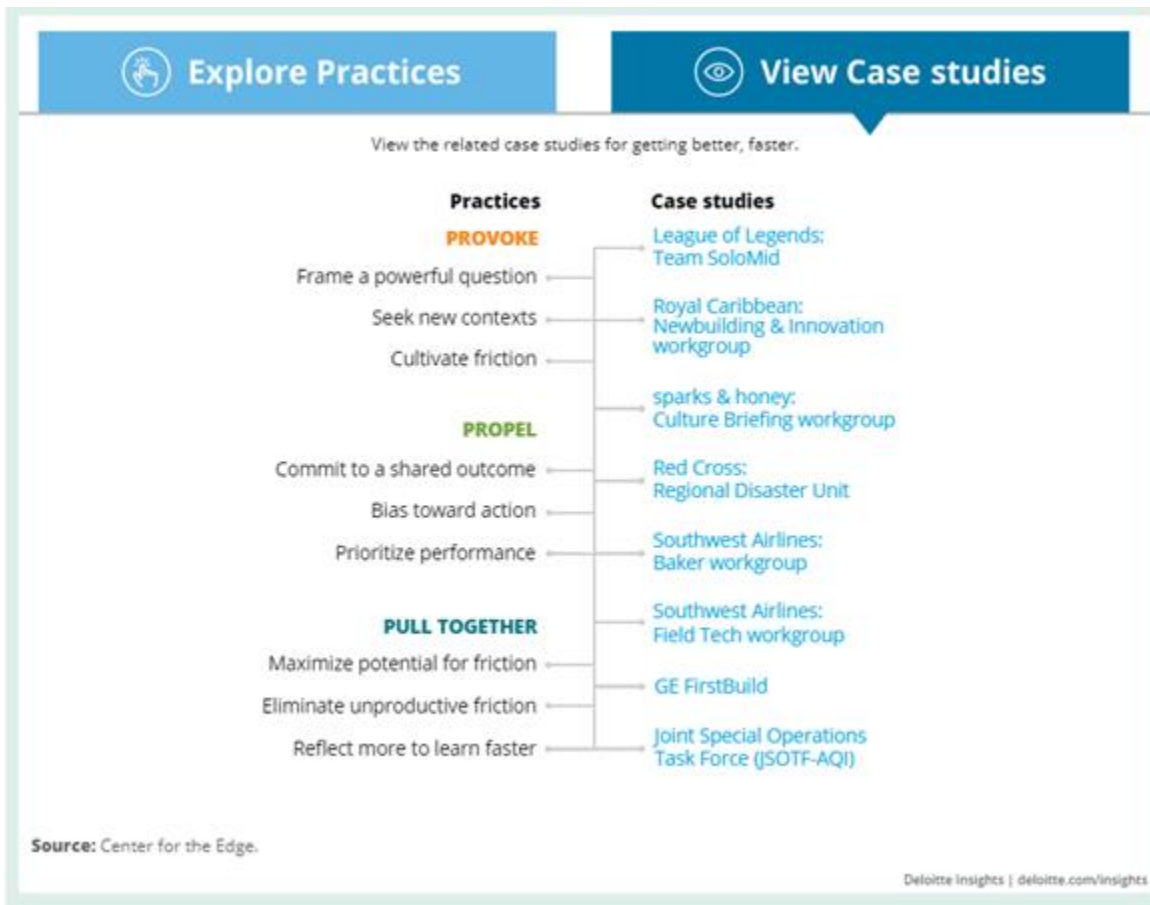 Explore Practices
View Case studies
View the related case studies for getting better, faster.
Practices
PROVOKE
Frame a powerful question
Seek new contexts
Cultivate friction
PROPEL
Commit to a shared outcome
Bias toward action
Prioritize performance
PULL TOGETHER
Maximize potential for friction
Eliminate unproductive friction
Reflect more to learn faster
Case studies
League of Legends:
Team SoloMid
Royal Caribbean:
Newbuilding & Innovation
workgroup
sparks & honey:
Culture Briefing workgroup
Red Cross:
Regional Disaster Unit
Southwest Airlines:
Baker workgroup
Southwest Airlines:
Field Tech workgroup
GE FirstBuild
Joint Special Operations
Task Force (JSOTF-AQI)
Source: Center for the Edge.
Deloitte Insights | deloitte.com/insights